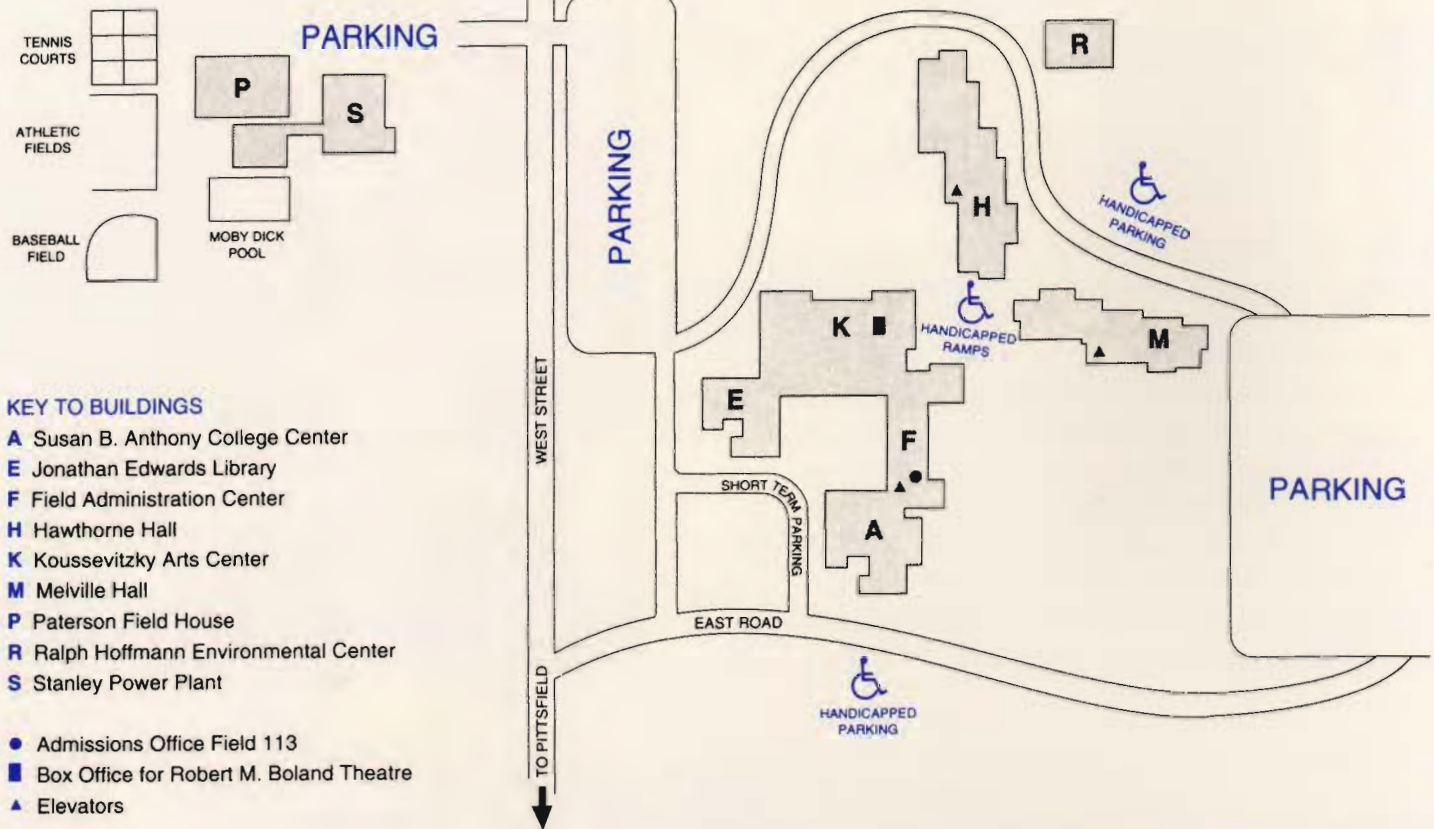 TENNIS
COURTS
PARKING
P
S
R
ATHLETIC
FIELDS
PARKING
H
HANDICAPPED
PARKING
BASEBALL
FIELD
MOBY DICK
POOL
K
HANDICAPPED
RAMPS
M
WEST STREET
E
F
SHORT TERM PARKING
A
PARKING
EAST ROAD
HANDICAPPED
PARKING
TO PITTSFIELD
KEY TO BUILDINGS
A Susan B. Anthony College Center
E Jonathan Edwards Library
F Field Administration Center
H Hawthorne Hall
K Koussevitzky Arts Center
M Melville Hall
P Paterson Field House
R Ralph Hoffmann Environmental Center
S Stanley Power Plant
● Admissions Office Field 113
■ Box Office for Robert M. Boland Theatre
▲ Elevators